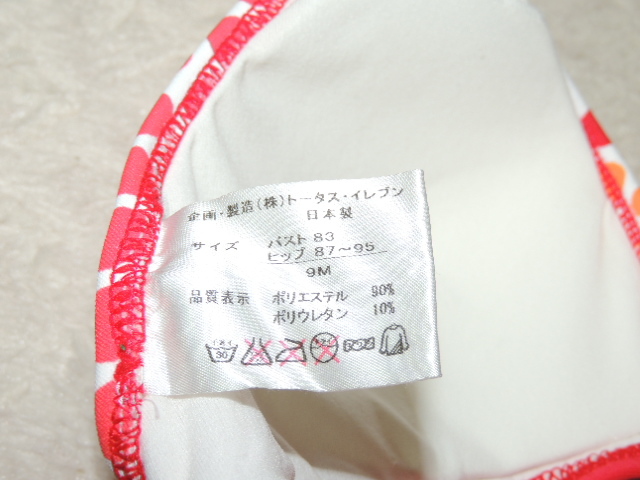 企画・製造(株)トータス・イレブン
日本製
サイズ バスト 83
ヒップ 87〜95
9M
品質表示 ポリエステル 90%
ポリウレタン 10%
30